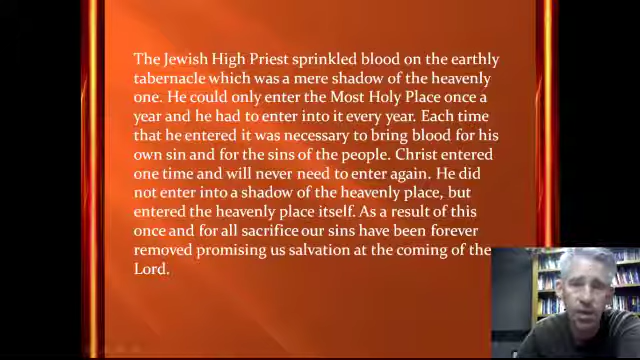 The Jewish High Priest sprinkled blood on the earthly
tabernacle which was a mere shadow of the heavenly
one. He could only enter the Most Holy Place once a
year and he had to enter into it every year. Each time
that he entered it was necessary to bring blood for his
own sin and for the sins of the people. Christ entered
one time and will never need to enter again. He did
not enter into a shadow of the heavenly place, but
entered the heavenly place itself. As a result of this
once and for all sacrifice our sins have been forever
removed promising us salvation at the coming of the
Lord.